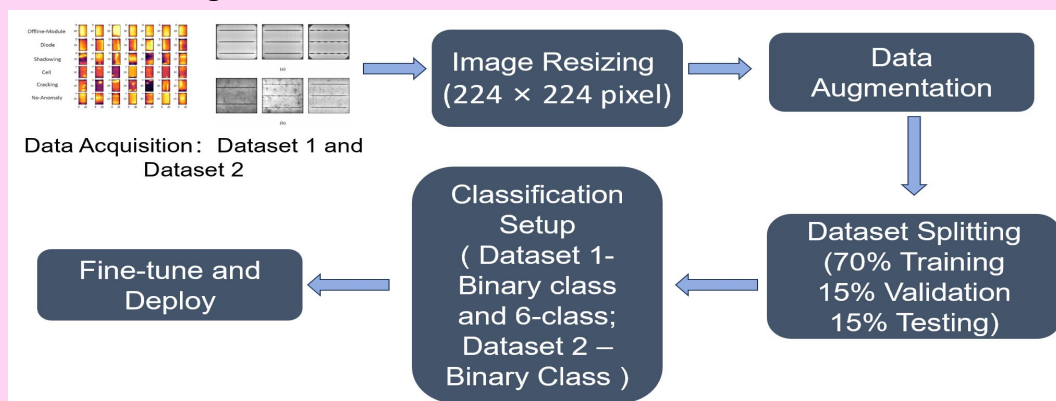 Offline-Module
Diode
Shadowing
Cell
Cracking
No-Anomaly
(a)
(b)
Data Acquisition: Dataset 1 and
Dataset 2
Image Resizing
(224 × 224 pixel)
Data
Augmentation
Dataset Splitting
(70% Training
15% Validation
15% Testing)
Classification
Setup
( Dataset 1-
Binary class
and 6-class;
Dataset 2 –
Binary Class )
Fine-tune and
Deploy